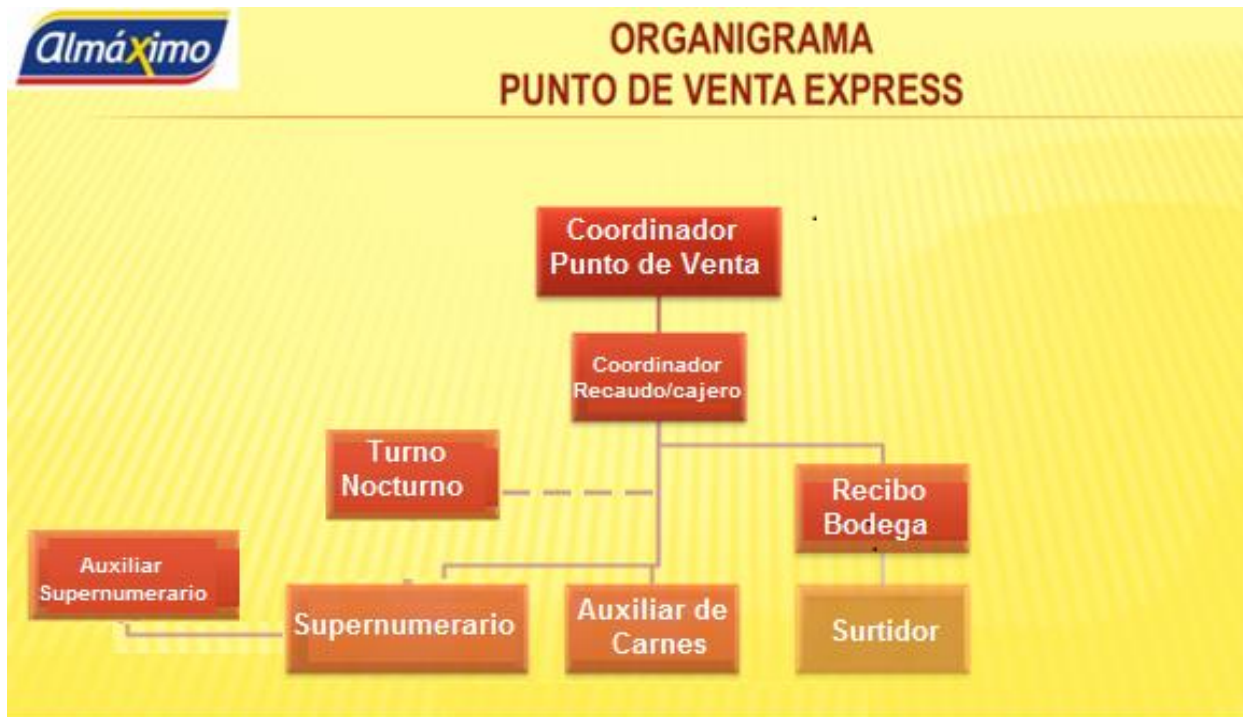 almáximo
ORGANIGRAMA
PUNTO DE VENTA EXPRESS
Coordinador
Punto de Venta
Coordinador
Recaudo/cajero
Turno
Nocturno
Recibo
Bodega
Auxiliar
Supernumerario
Supernumerario
Auxiliar de
Carnes
Surtidor